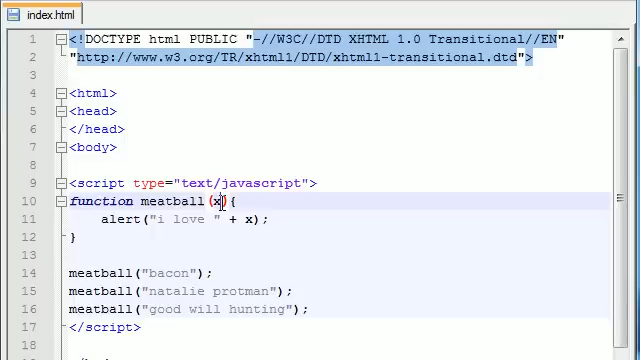 index.html
1 <!DOCTYPE html PUBLIC "-//W3C//DTD XHTML 1.0 Transitional//EN"
2 "http://www.w3.org/TR/xhtml1/DTD/xhtml1-transitional.dtd">
3
4 <html>
5 <head>
6 </head>
7 <body>
8
9 <script type="text/javascript">
10 function meatball (x){
11 alert("i love " + x);
12 }
13
14 meatball("bacon");
15 meatball("natalie protman");
16 meatball("good will hunting");
17 </script>
18